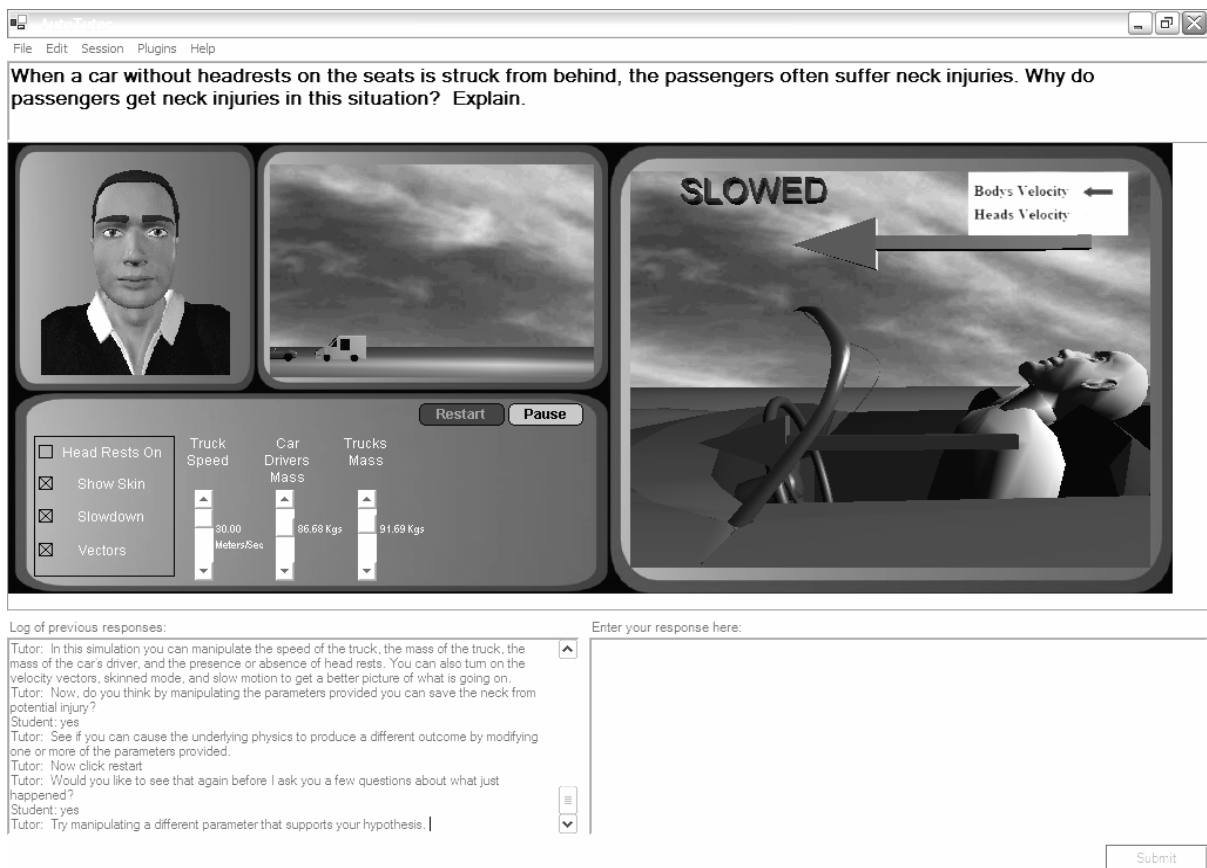 AutoTutor
File Edit Session Plugins Help
When a car without headrests on the seats is struck from behind, the passengers often suffer neck injuries. Why do
passengers get neck injuries in this situation? Explain.
SLOWED
Bodys Velocity
Heads Velocity
Restart Pause
Head Rests On
Show Skin
Slowdown
Vectors
Truck
Speed
30.00
Meters/Sec
Car
Drivers
Mass
86.68 Kgs
Trucks
Mass
91.69 Kgs
Log of previous responses:
Tutor: In this simulation you can manipulate the speed of the truck, the mass of the truck, the
mass of the car's driver, and the presence or absence of head rests. You can also turn on the
velocity vectors, skinned mode, and slow motion to get a better picture of what is going on.
Tutor: Now, do you think by manipulating the parameters provided you can save the neck from
potential injury?
Student: yes
Tutor: See if you can cause the underlying physics to produce a different outcome by modifying
one or more of the parameters provided.
Tutor: Now click restart
Tutor: Would you like to see that again before I ask you a few questions about what just
happened?
Student: yes
Tutor: Try manipulating a different parameter that supports your hypothesis.
Enter your response here:
Submit